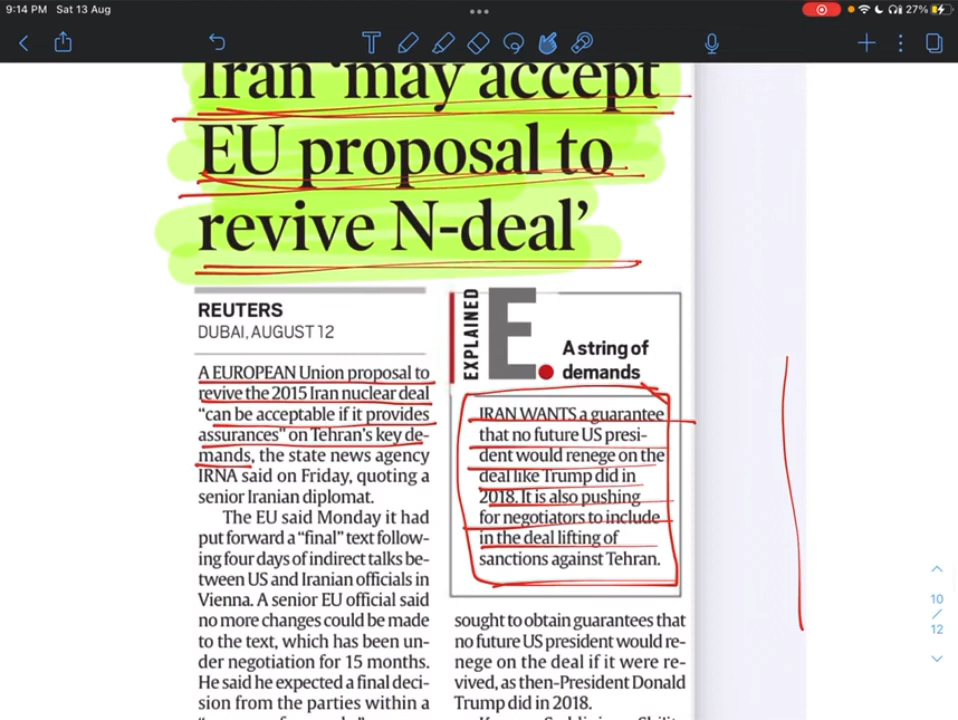 9:14 PM Sat 13 Aug
27%
Iran ‘may accept
EU proposal to
revive N-deal’
REUTERS
DUBAI, AUGUST 12
A EUROPEAN Union proposal to
revive the 2015 Iran nuclear deal
“can be acceptable if it provides
assurances” on Tehran’s key de-
mands, the state news agency
IRNA said on Friday, quoting a
senior Iranian diplomat.
The EU said Monday it had
put forward a “final” text follow-
ing four days of indirect talks be-
tween US and Iranian officials in
Vienna. A senior EU official said
no more changes could be made
to the text, which has been un-
der negotiation for 15 months.
He said he expected a final deci-
sion from the parties within a
EXPLAINED
E.
A string of
demands
IRAN WANTS a guarantee
that no future US presi-
dent would renege on the
deal like Trump did in
2018. It is also pushing
for negotiators to include
in the deal lifting of
sanctions against Tehran.
sought to obtain guarantees that
no future US president would re-
nege on the deal if it were re-
vived, as then-President Donald
Trump did in 2018.
10
/
12